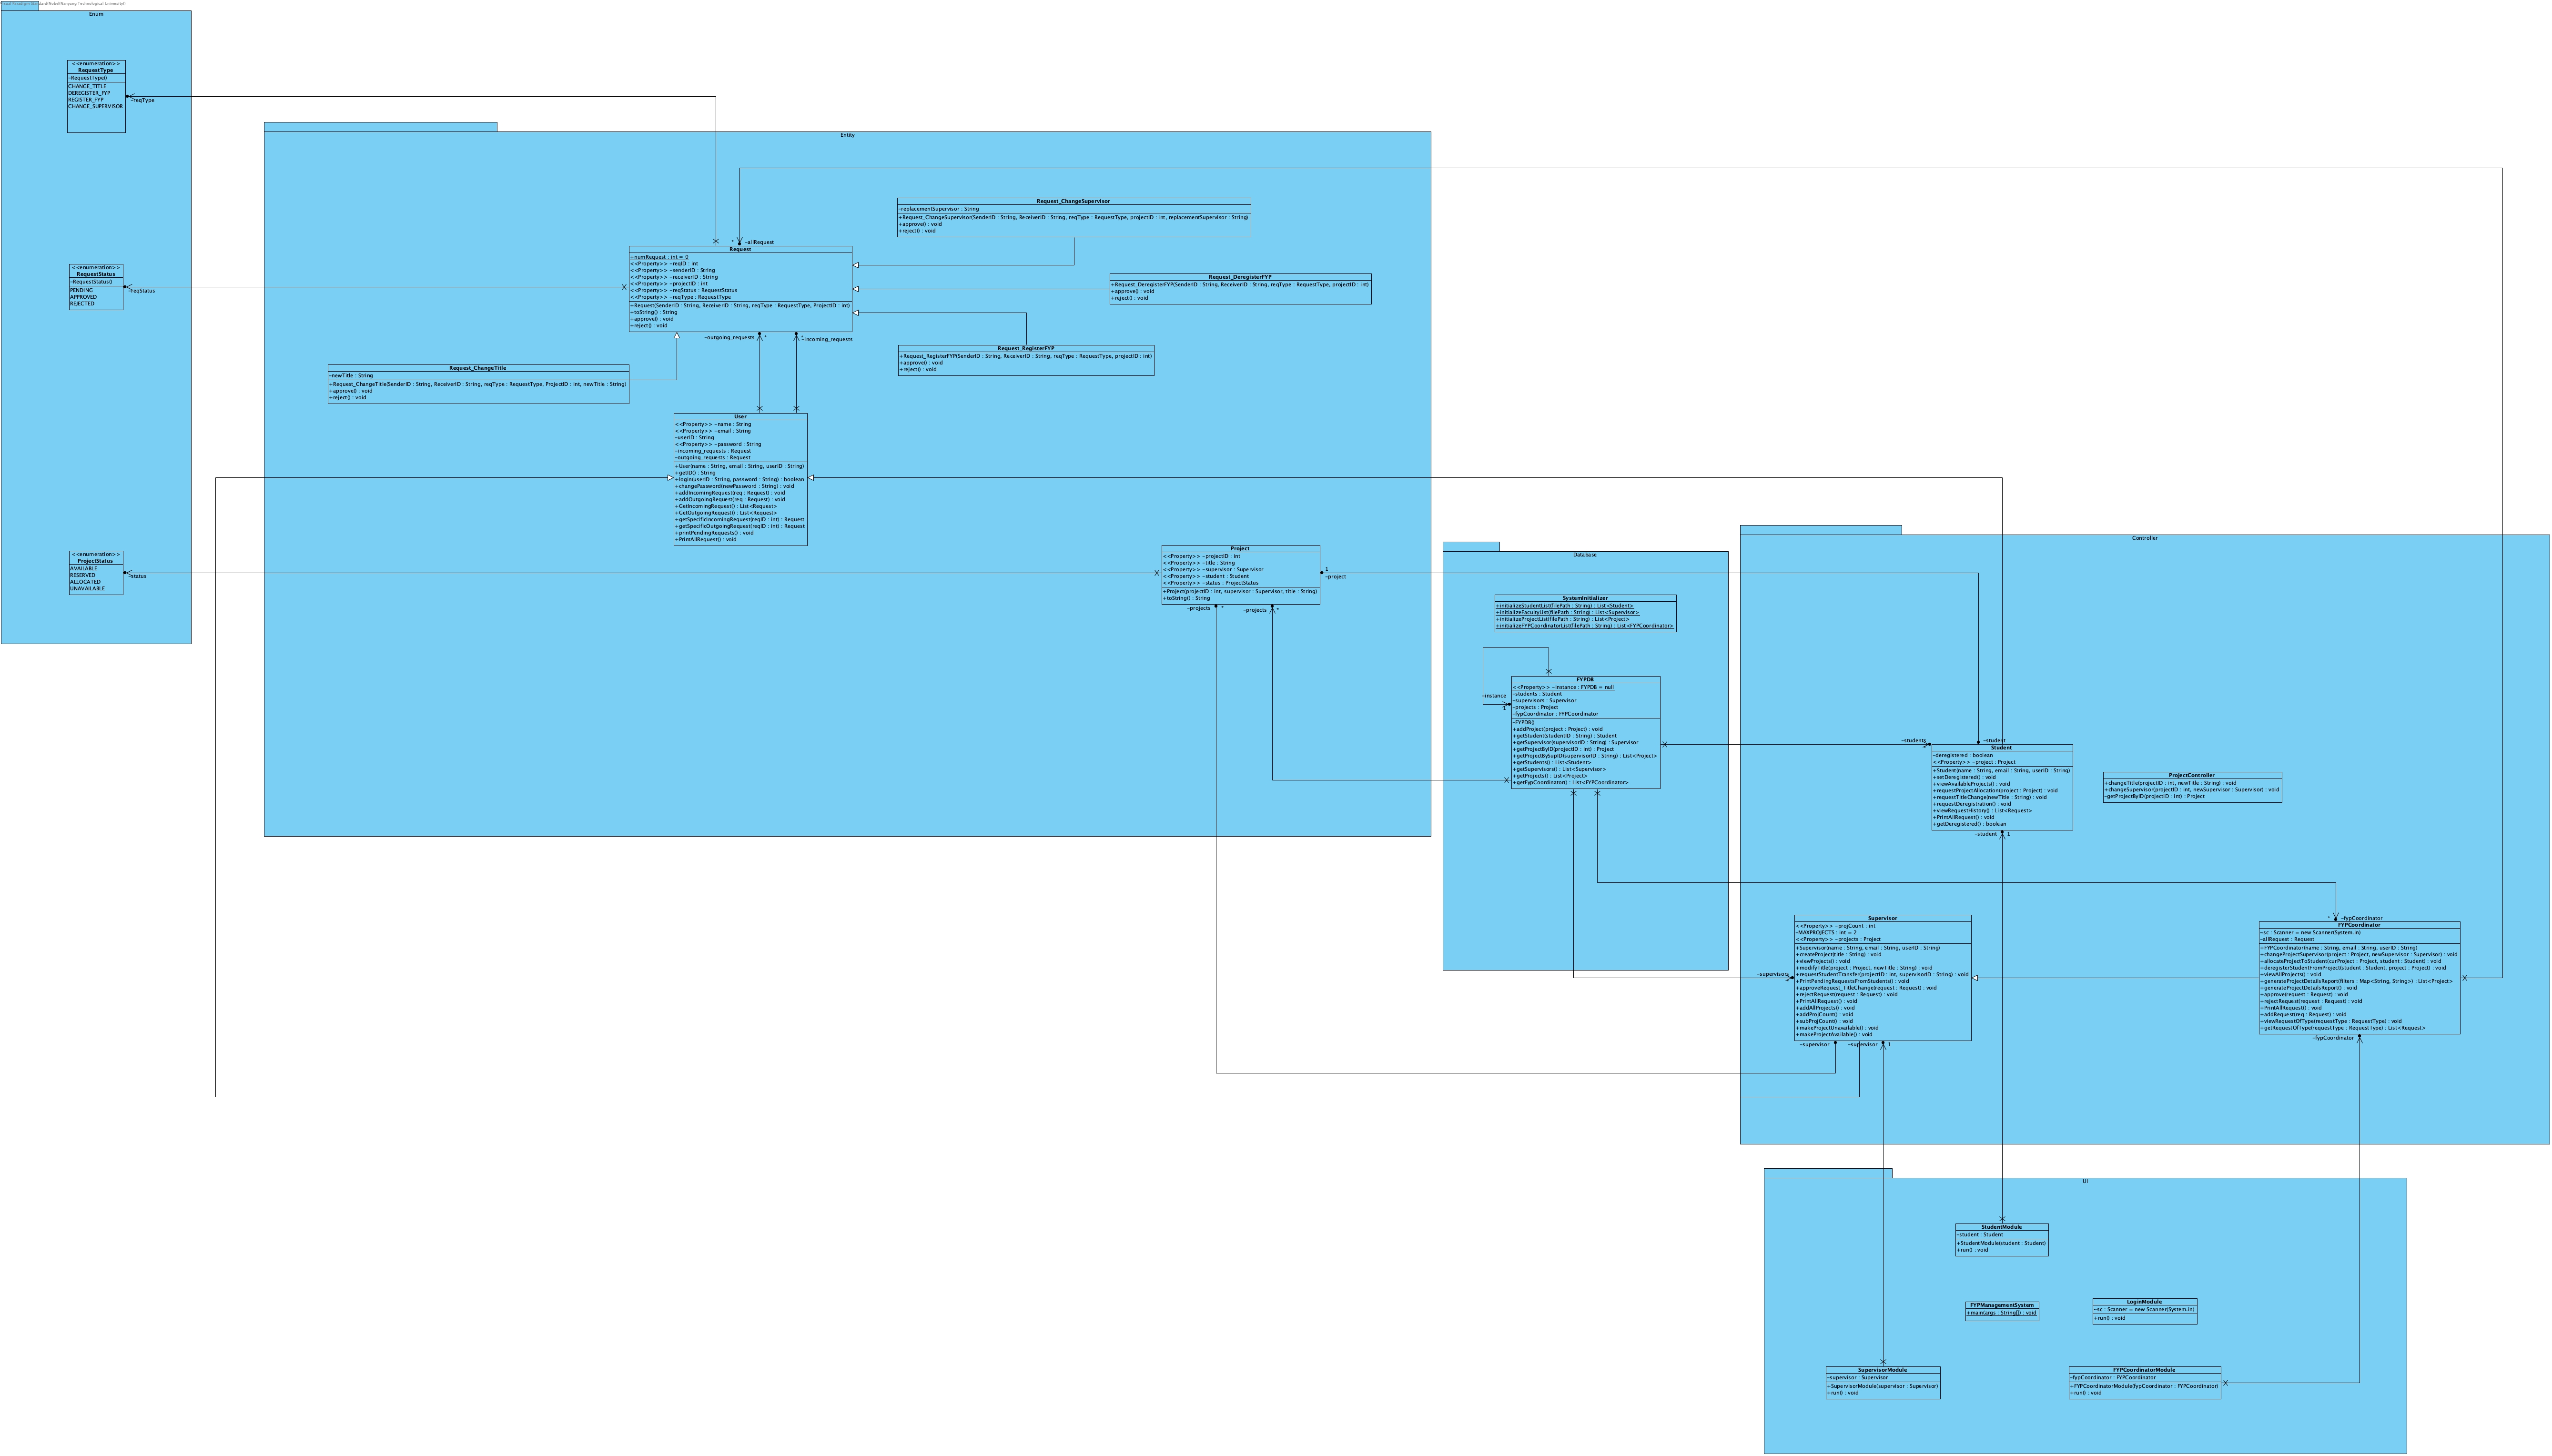 Visual Paradigm Standard(Nidal(Nanyang Technological University))
Enum
<<enumeration>>
RequestType
-RequestType()
CHANGE_TITLE
DEREGISTER_FYP
REGISTER_FYP
CHANGE_SUPERVISOR
-reqType
<<enumeration>>
RequestStatus
-RequestStatus()
PENDING
APPROVED
REJECTED
-reqStatus
<<enumeration>>
ProjectStatus
AVAILABLE
RESERVED
ALLOCATED
UNAVAILABLE
-status
Entity
* -allRequest
Request
+numRequest : int = 0
<<Property>> -reqID : int
<<Property>> -senderID : String
<<Property>> -receiverID : String
<<Property>> -projectID : int
<<Property>> -reqStatus : RequestStatus
<<Property>> -reqType : RequestType
+Request(SenderID : String, ReceiverID : String, reqType : RequestType, ProjectID : int)
+toString() : String
+approve() : void
+reject() : void
-outgoing_requests *
* -incoming_requests
Request_ChangeSupervisor
-replacementSupervisor : String
+Request_ChangeSupervisor(SenderID : String, ReceiverID : String, reqType : RequestType, projectID : int, replacementSupervisor : String)
+approve() : void
+reject() : void
Request_DeregisterFYP
+Request_DeregisterFYP(SenderID : String, ReceiverID : String, reqType : RequestType, projectID : int)
+approve() : void
+reject() : void
Request_RegisterFYP
+Request_RegisterFYP(SenderID : String, ReceiverID : String, reqType : RequestType, projectID : int)
+approve() : void
+reject() : void
Request_ChangeTitle
-newTitle : String
+Request_ChangeTitle(SenderID : String, ReceiverID : String, reqType : RequestType, ProjectID : int, newTitle : String)
+approve() : void
+reject() : void
User
<<Property>> -name : String
<<Property>> -email : String
-userID : String
<<Property>> -password : String
-incoming_requests : Request
-outgoing_requests : Request
+User(name : String, email : String, userID : String)
+getID() : String
+login(userID : String, password : String) : boolean
+changePassword(newPassword : String) : void
+addIncomingRequest(req : Request) : void
+addOutgoingRequest(req : Request) : void
+GetIncomingRequest() : List<Request>
+GetOutgoingRequest() : List<Request>
+getSpecificIncomingRequest(reqID : int) : Request
+getSpecificOutgoingRequest(reqID : int) : Request
+printPendingRequests() : void
+PrintAllRequest() : void
Project
<<Property>> -projectID : int
<<Property>> -title : String
<<Property>> -supervisor : Supervisor
<<Property>> -student : Student
<<Property>> -status : ProjectStatus
+Project(projectID : int, supervisor : Supervisor, title : String)
+toString() : String
1
-project
-projects *
-projects *
Database
SystemInitializer
+initializeStudentList(filePath : String) : List<Student>
+initializeFacultyList(filePath : String) : List<Supervisor>
+initializeProjectList(filePath : String) : List<Project>
+initializeFYPCoordinatorList(filePath : String) : List<FYPCoordinator>
-instance
1
FYPDB
<<Property>> -instance : FYPDB = null
-students : Student
-supervisors : Supervisor
-projects : Project
-fypCoordinator : FYPCoordinator
-FYPDB()
+addProject(project : Project) : void
+getStudent(studentID : String) : Student
+getSupervisor(supervisorID : String) : Supervisor
+getProjectByID(projectID : int) : Project
+getProjectBySupID(supervisorID : String) : List<Project>
+getStudents() : List<Student>
+getSupervisors() : List<Supervisor>
+getProjects() : List<Project>
+getFypCoordinator() : List<FYPCoordinator>
Controller
-students
*
-student
Student
-deregistered : boolean
<<Property>> -project : Project
+Student(name : String, email : String, userID : String)
+setDeregistered() : void
+viewAvailableProjects() : void
+requestProjectAllocation(project : Project) : void
+requestTitleChange(newTitle : String) : void
+requestDeregistration() : void
+viewRequestHistory() : List<Request>
+PrintAllRequest() : void
+getDeregistered() : boolean
-student 1
ProjectController
+changeTitle(projectID : int, newTitle : String) : void
+changeSupervisor(projectID : int, newSupervisor : Supervisor) : void
-getProjectByID(projectID : int) : Project
-supervisors
*
Supervisor
<<Property>> -projCount : int
-MAXPROJECTS : int = 2
<<Property>> -projects : Project
+Supervisor(name : String, email : String, userID : String)
+createProject(title : String) : void
+viewProjects() : void
+modifyTitle(project : Project, newTitle : String) : void
+requestStudentTransfer(projectID : int, supervisorID : String) : void
+PrintPendingRequestsFromStudents() : void
+approveRequest_TitleChange(request : Request) : void
+rejectRequest(request : Request) : void
+PrintAllRequest() : void
+addAllProjects() : void
+addProjCount() : void
+subProjCount() : void
+makeProjectUnavailable() : void
+makeProjectAvailable() : void
-supervisor
-supervisor 1
* -fypCoordinator
FYPCoordinator
-sc : Scanner = new Scanner(System.in)
-allRequest : Request
+FYPCoordinator(name : String, email : String, userID : String)
+changeProjectSupervisor(project : Project, newSupervisor : Supervisor) : void
+allocateProjectToStudent(curProject : Project, student : Student) : void
+deregisterStudentFromProject(student : Student, project : Project) : void
+viewAllProjects() : void
+generateProjectDetailsReport(filters : Map<String, String>) : List<Project>
+generateProjectDetailsReport() : void
+approve(request : Request) : void
+rejectRequest(request : Request) : void
+PrintAllRequest() : void
+addRequest(req : Request) : void
+viewRequestOfType(requestType : RequestType) : void
+getRequestOfType(requestType : RequestType) : List<Request>
-fypCoordinator
UI
StudentModule
-student : Student
+StudentModule(student : Student)
+run() : void
FYPManagementSystem
+main(args : String[]) : void
LoginModule
-sc : Scanner = new Scanner(System.in)
+run() : void
SupervisorModule
-supervisor : Supervisor
+SupervisorModule(supervisor : Supervisor)
+run() : void
FYPCoordinatorModule
-fypCoordinator : FYPCoordinator
+FYPCoordinatorModule(fypCoordinator : FYPCoordinator)
+run() : void